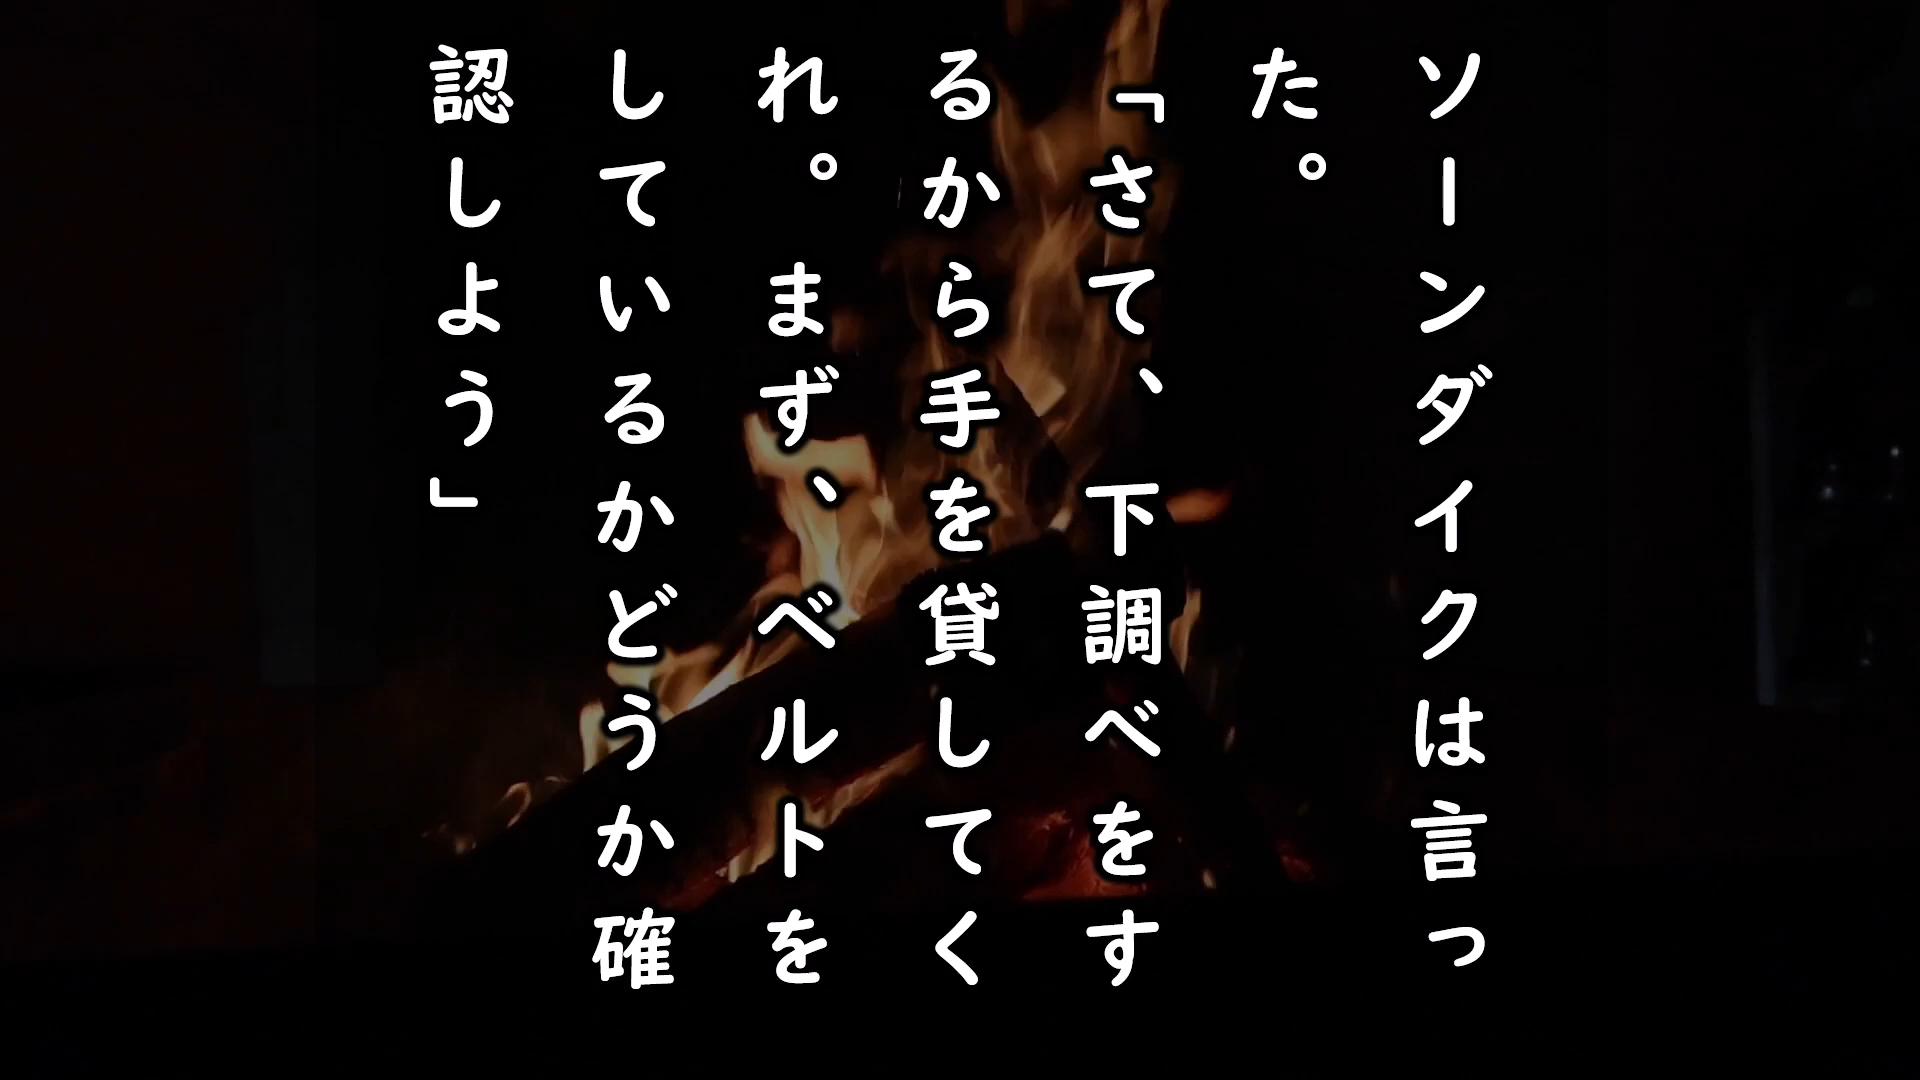 ソーンダイクは言っ
た。
「さて、下調べをす
るから手を貸してく
れ。まず、ベルトを
しているかどうか確
認しよう」